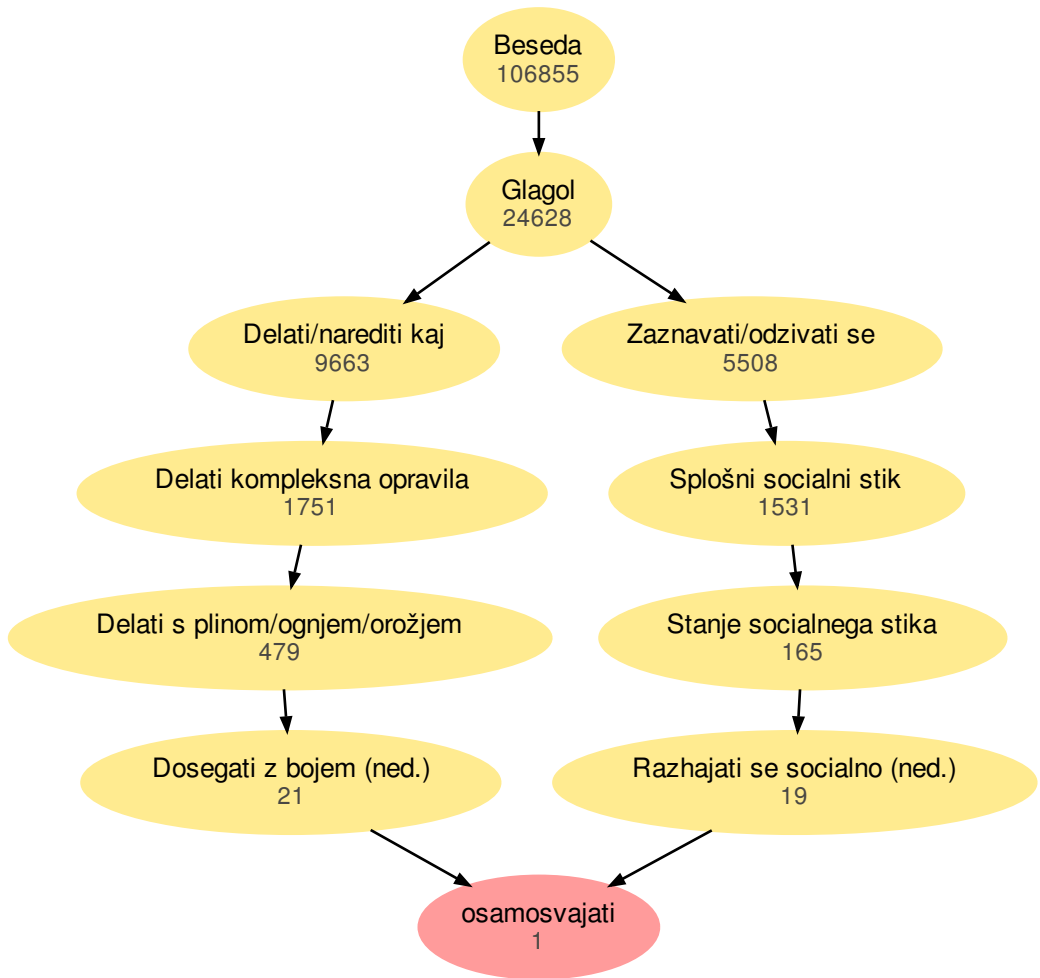 Beseda
106855
Glagol
24628
Delati/narediti kaj
9663
Zaznavati/odzivati se
5508
Delati kompleksna opravila
1751
Splošni socialni stik
1531
Delati s plinom/ognjem/orožjem
479
Stanje socialnega stika
165
Dosegati z bojem (ned.)
21
Razhajati se socialno (ned.)
19
osamosvajati
1